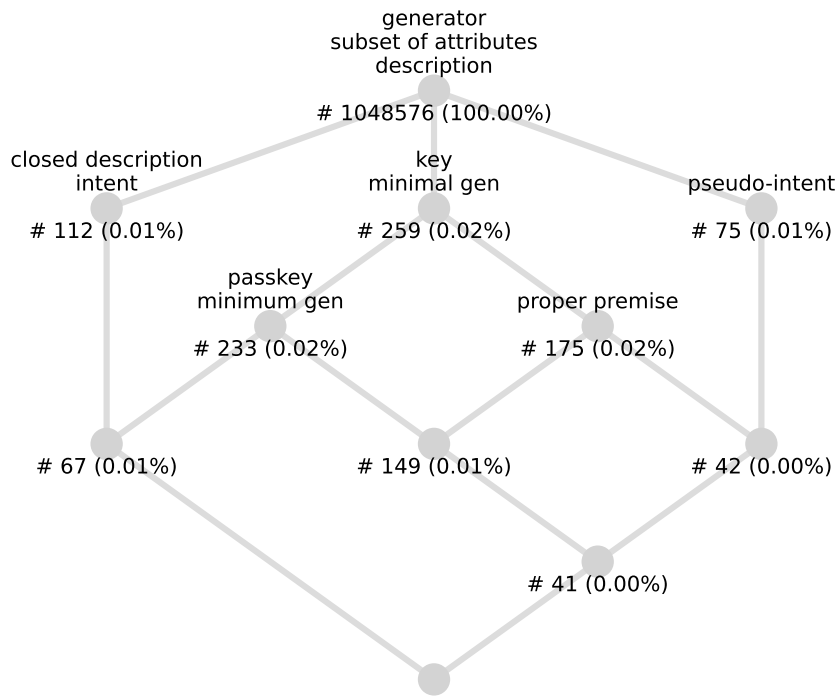 generator
subset of attributes
description
# 1048576 (100.00%)
closed description
intent
# 112 (0.01%)
key
minimal gen
# 259 (0.02%)
pseudo-intent
# 75 (0.01%)
passkey
minimum gen
# 233 (0.02%)
proper premise
# 175 (0.02%)
# 67 (0.01%)
# 149 (0.01%)
# 42 (0.00%)
# 41 (0.00%)